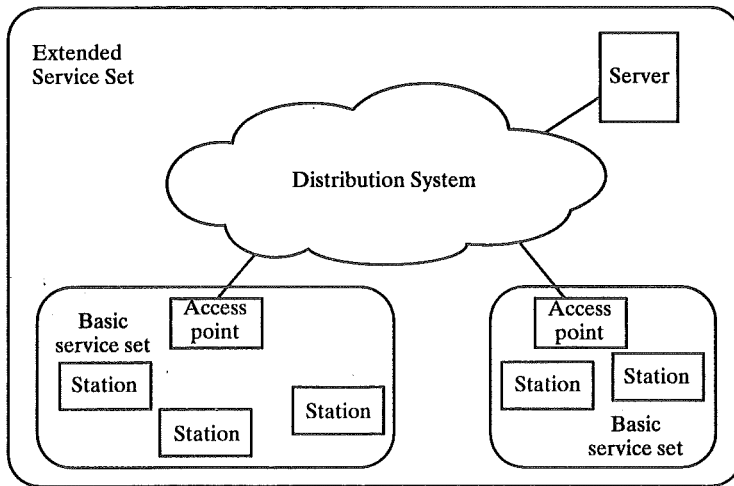 Extended
Service Set
Server
Distribution System
Access
point
Basic
service set
Station
Station
Station
Access
point
Station
Station
Basic
service set